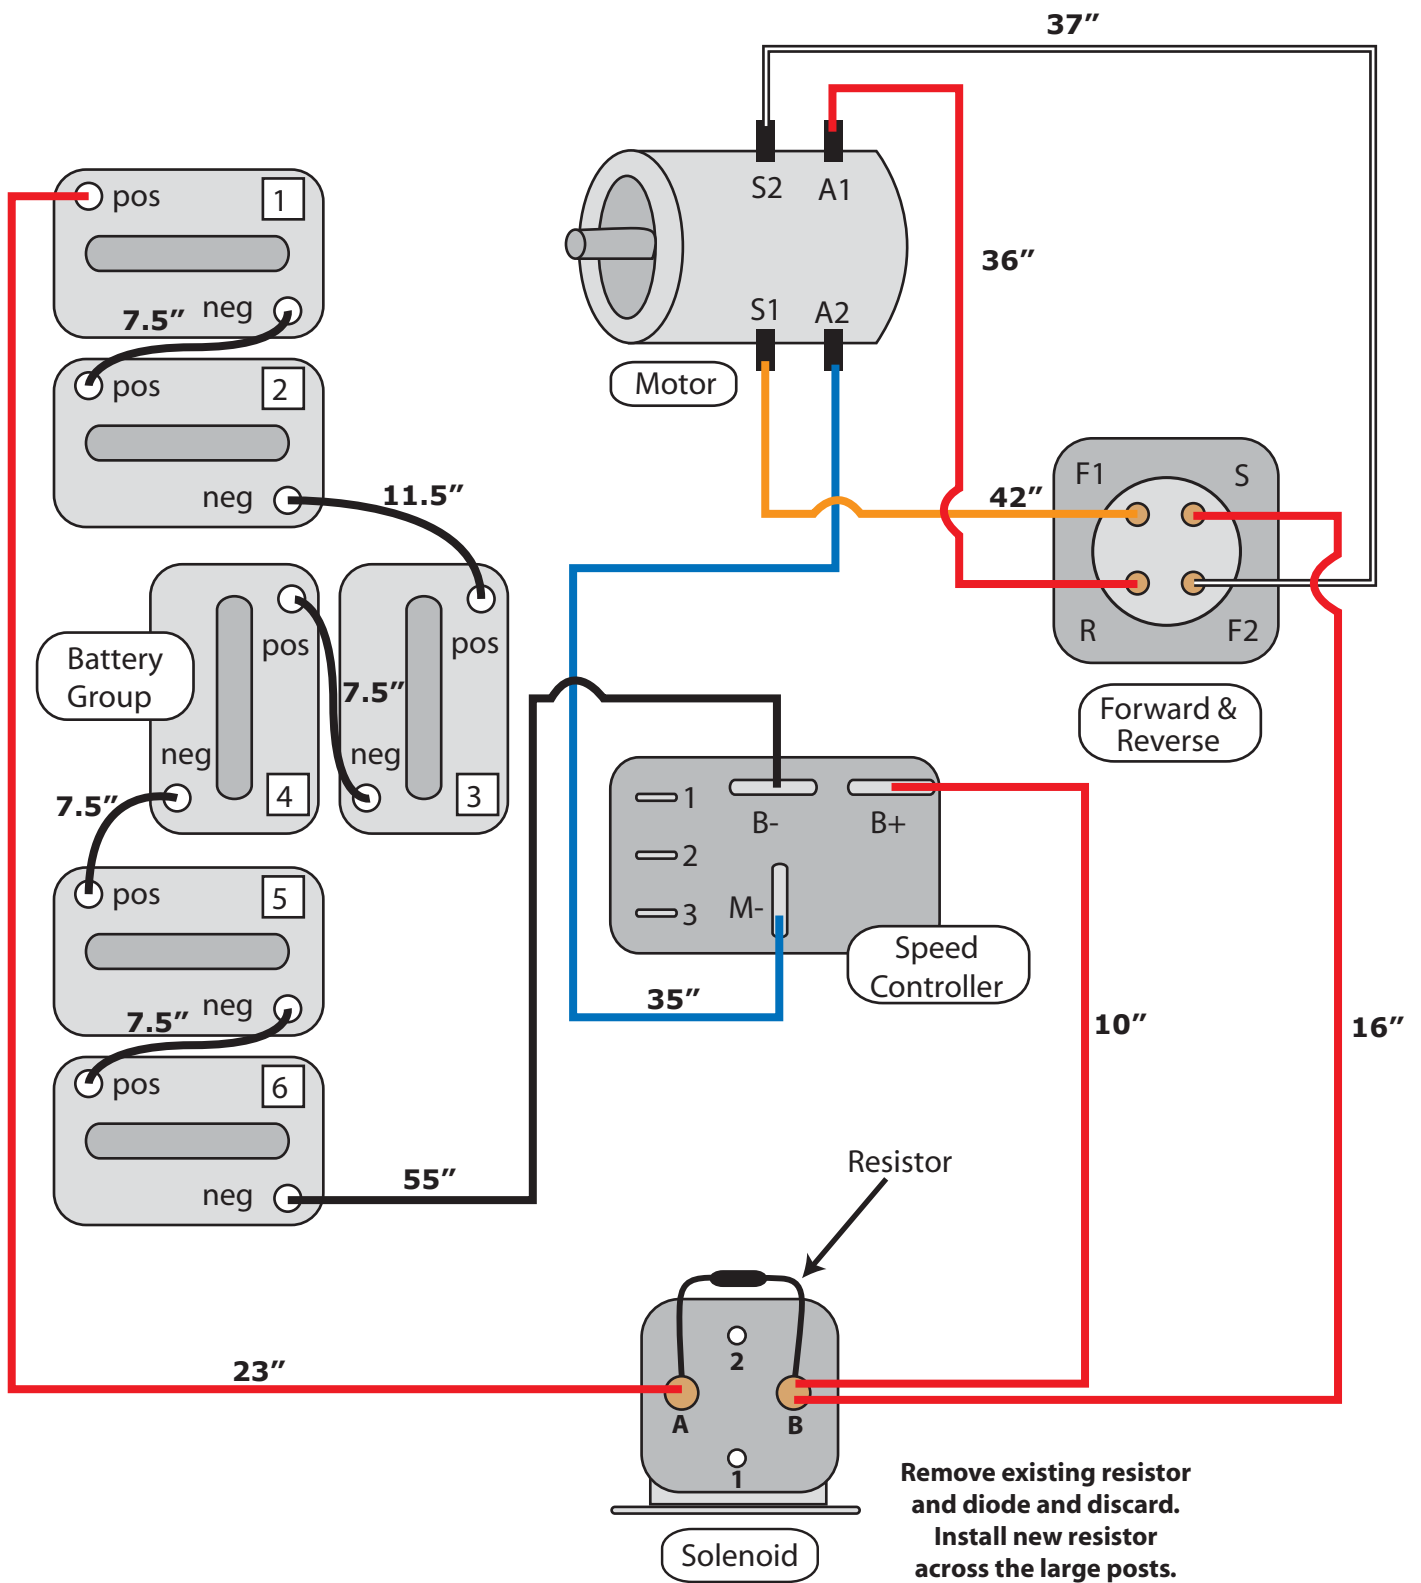 37”
S2
A1
36”
S1
A2
Motor
pos
1
neg
7.5”
pos
2
neg
11.5”
42”
F1
S
R
F2
Forward &
Reverse
Battery
Group
pos
pos
7.5”
neg
neg
4
3
7.5”
1
B-
B+
2
M-
3
Speed
Controller
35”
10”
16”
pos
5
neg
7.5”
pos
6
neg
55”
Resistor
23”
2
A
B
1
Solenoid
Remove existing resistor
and diode and discard.
Install new resistor
across the large posts.